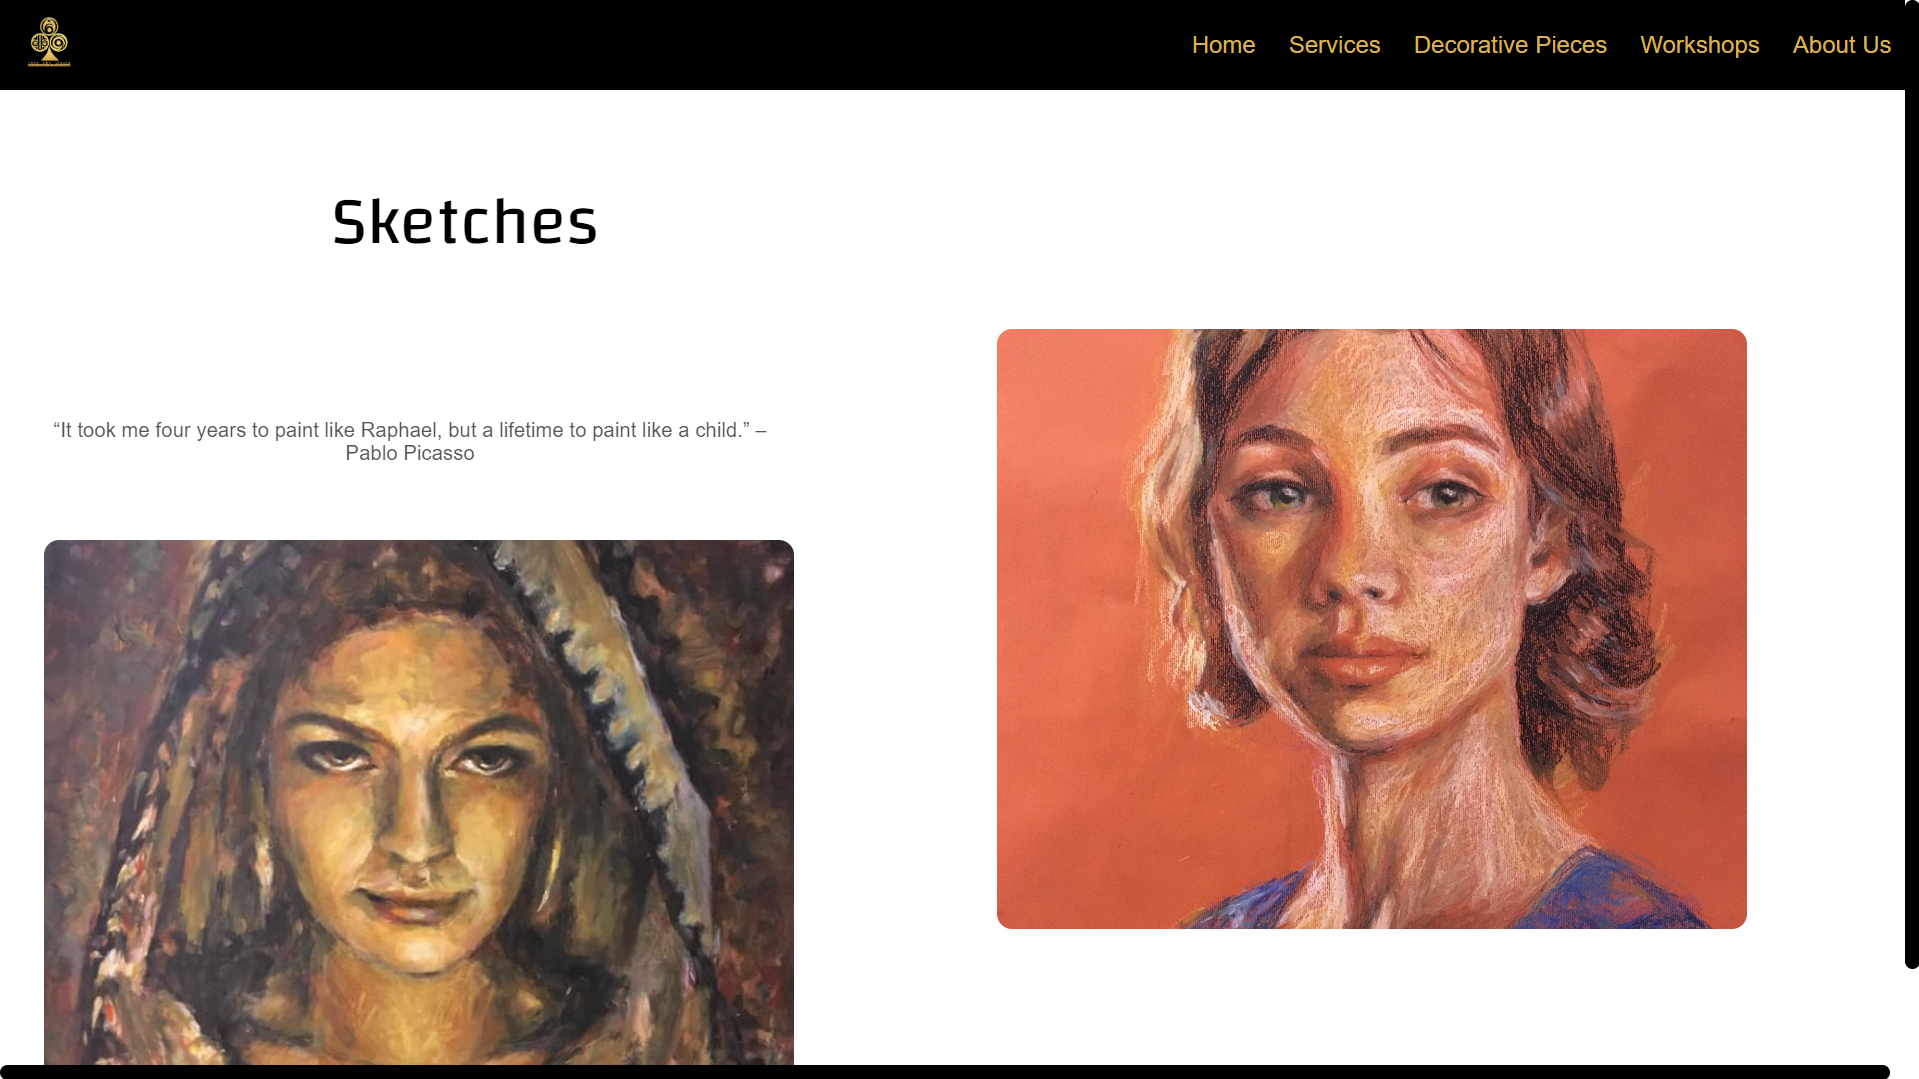 Home Services Decorative Pieces Workshops About Us
Sketches
“It took me four years to paint like Raphael, but a lifetime to paint like a child.” –
Pablo Picasso